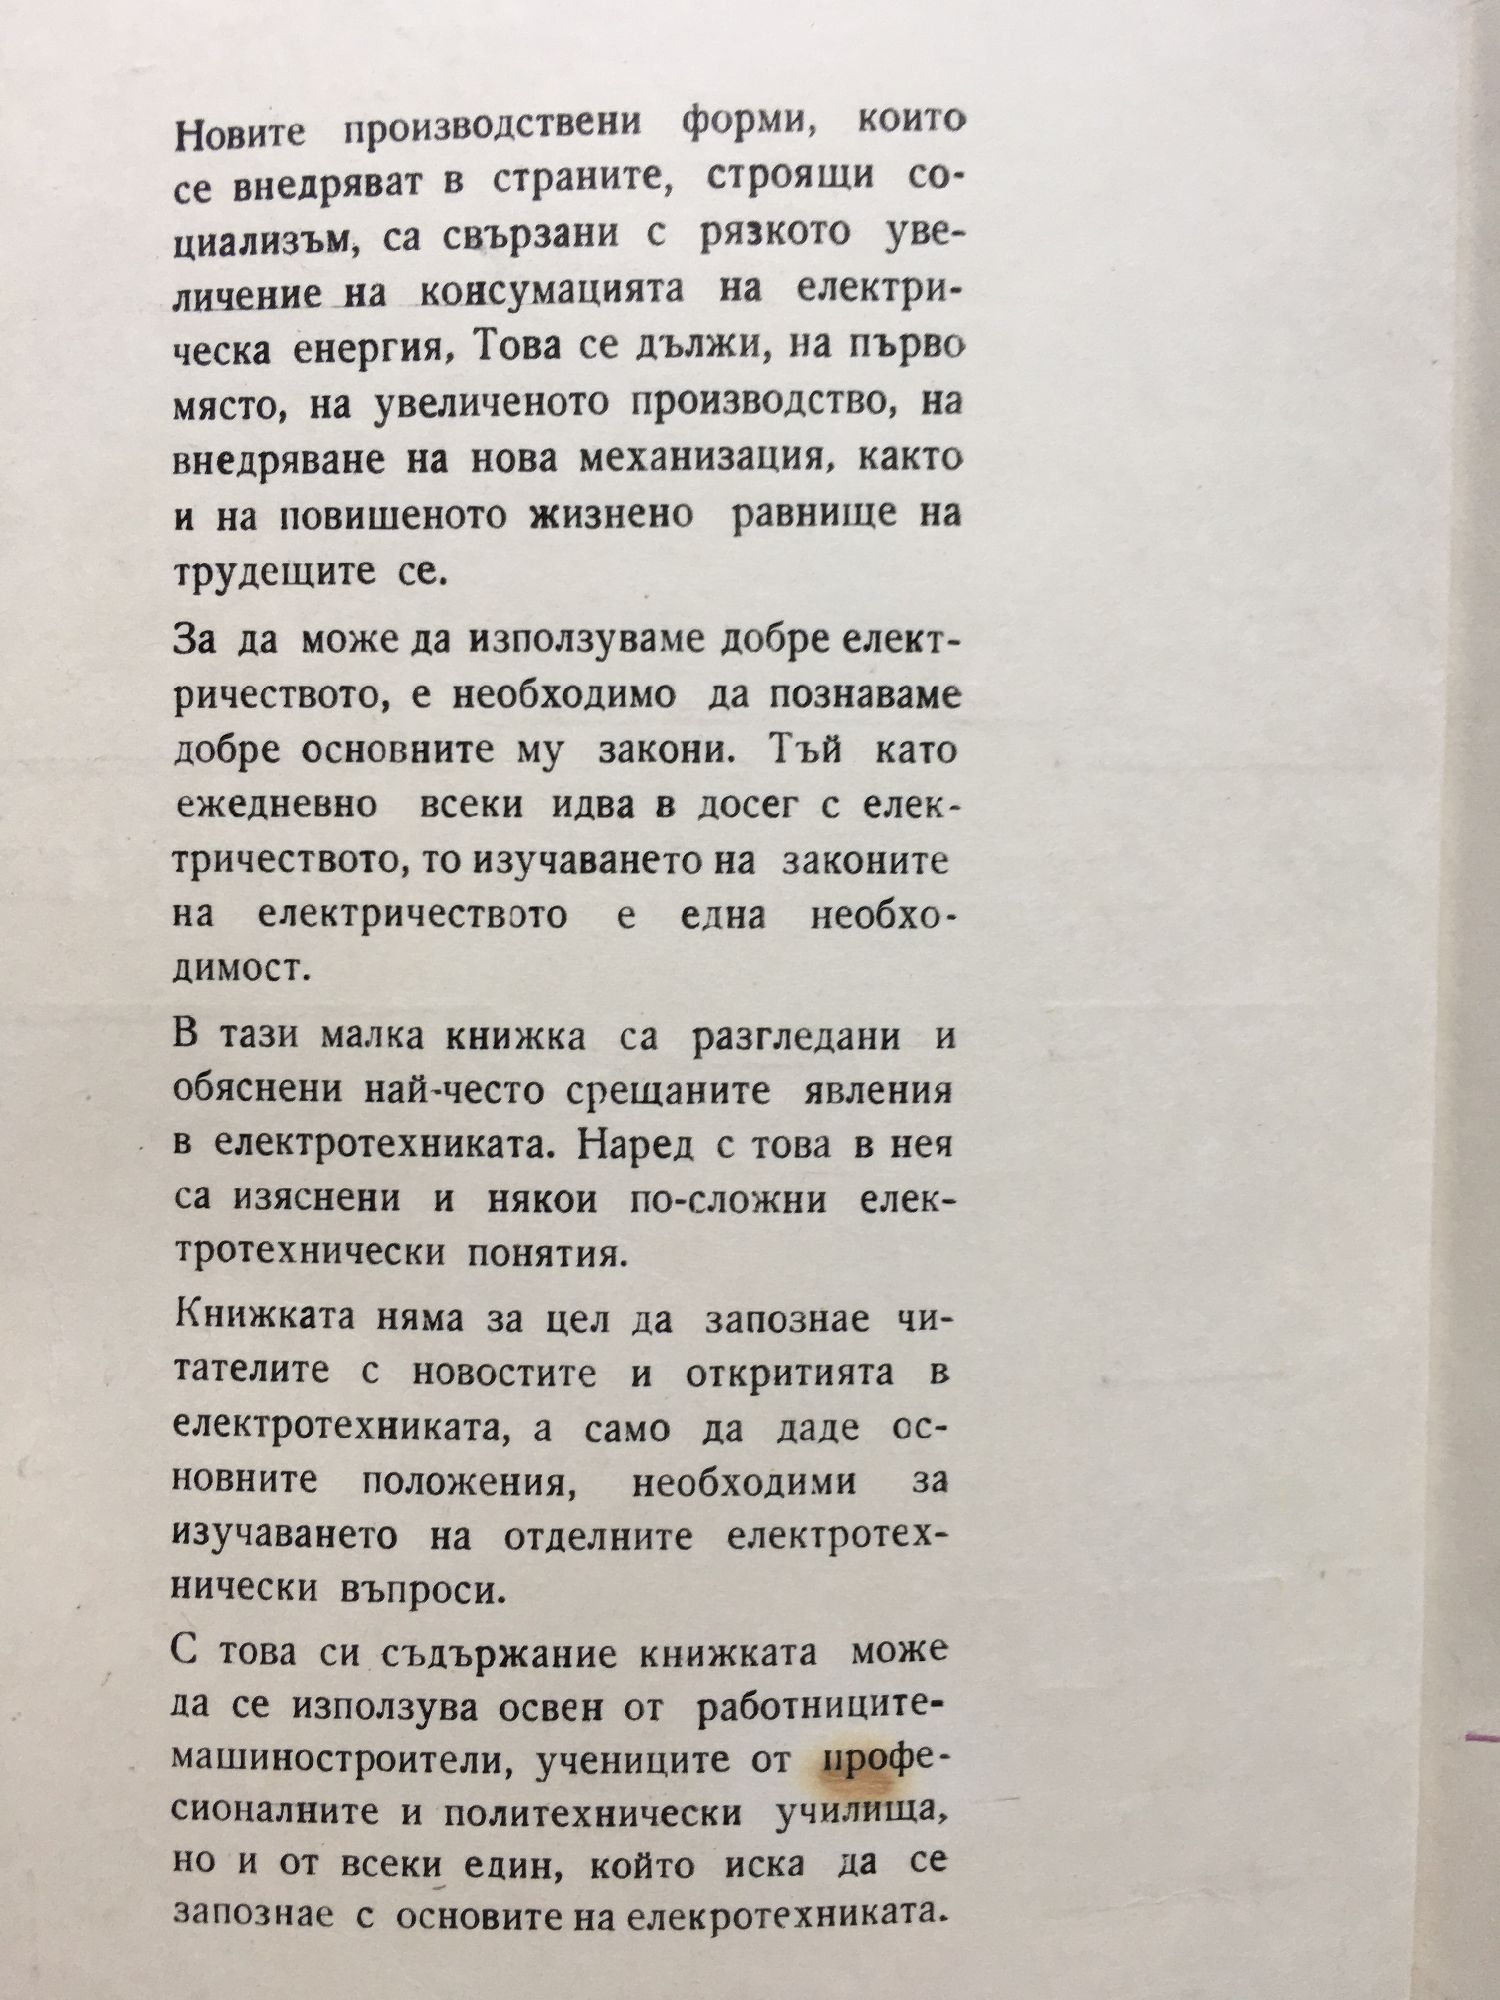 Новите производствени форми, които
се внедряват в страните, строящи со-
циализъм, са свързани с рязкото уве-
личение на консумацията на електри-
ческа енергия, Това се дължи, на първо
място, на увеличеното производство, на
внедряване на нова механизация, както
и на повишеното жизнено равнище на
трудещите се.
За да може да използуваме добре елект-
ричеството, е необходимо да познаваме
добре основните му закони. Тъй като
ежедневно всеки идва в досег с елек-
тричеството, то изучаването на законите
на електричеството е една необхо-
димост.
В тази малка книжка са разгледани и
обяснени най-често срещаните явления
в електротехниката. Наред с това в нея
са изяснени и някои по-сложни елек-
тротехнически понятия.
Книжката няма за цел да запознае чи-
тателите с новостите и откритията в
електротехниката, а само да даде ос-
новните положения, необходими за
изучаването на отделните електротех-
нически въпроси.
С това си съдържание книжката може
да се използува освен от работниците-
машиностроители, учениците от профе-
сионалните и политехнически училища,
но и от всеки един, който иска да се
запознае с основите на елекротехниката.